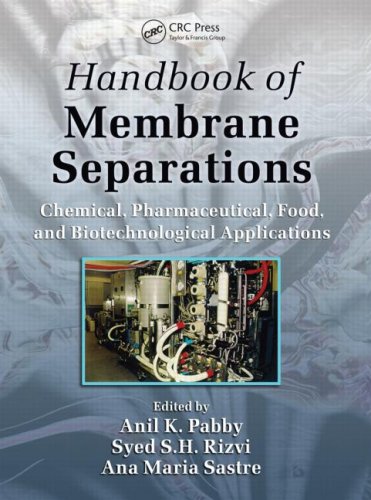 CRC
CRC Press
Taylor & Francis Group
Handbook of
Membrane
Separations
Chemical, Pharmaceutical, Food,
and Biotechnological Applications
Edited by
Anil K. Pabby
Syed S.H. Rizvi
Ana Maria Sastre